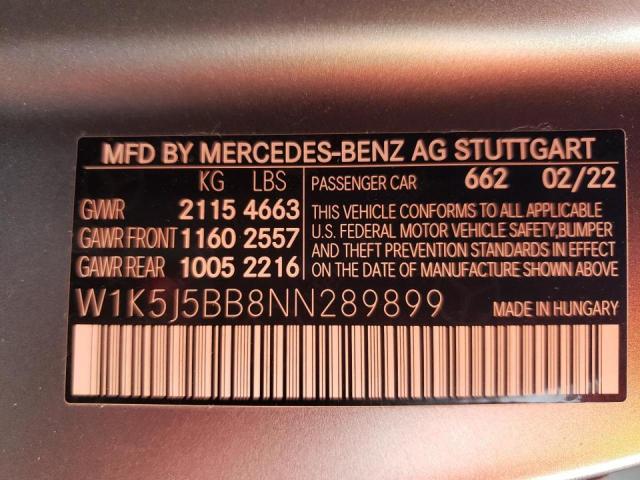 MFD BY MERCEDES-BENZ AG STUTTGART
KG LBS PASSENGER CAR 662 02/22
GVWR 2115 4663 THIS VEHICLE CONFORMS TO ALL APPLICABLE
GAWR FRONT 1160 2557 U.S. FEDERAL MOTOR VEHICLE SAFETY,BUMPER
GAWR REAR 1005 2216 AND THEFT PREVENTION STANDARDS IN EFFECT
ON THE DATE OF MANUFACTURE SHOWN ABOVE
W1K5J5BB8NN289899 MADE IN HUNGARY